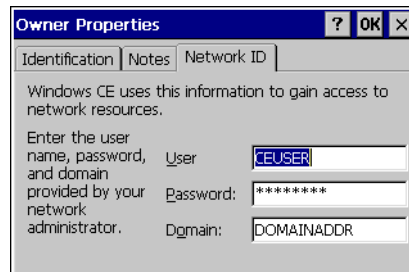 Owner Properties ? OK ×
Identification Notes Network ID
Windows CE uses this information to gain access to
network resources.
Enter the user
name, password,
and domain
provided by your
network
administrator.
User CEUSER
Password: ********
Domain: DOMAINADDR